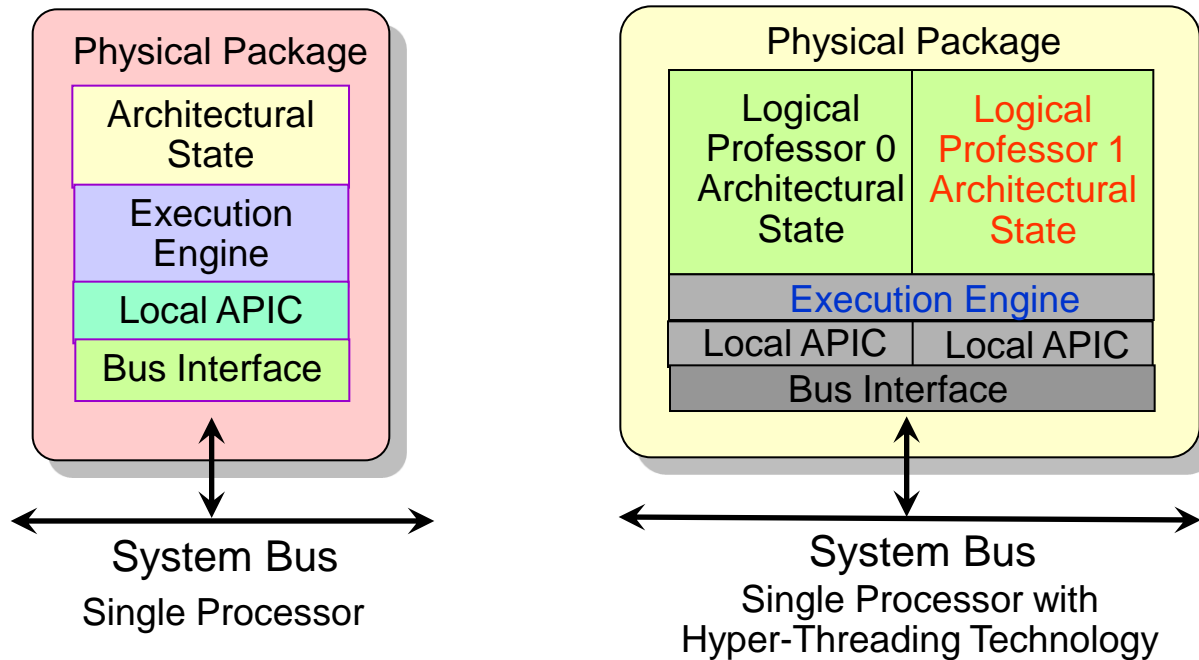 Physical Package
Architectural
State
Execution
Engine
Local APIC
Bus Interface
System Bus
Single Processor
Physical Package
Logical
Professor 0
Architectural
State
Logical
Professor 1
Architectural
State
Execution Engine
Local APIC
Local APIC
Bus Interface
System Bus
Single Processor with
Hyper-Threading Technology